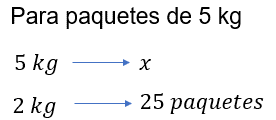 Para paquetes de 5 kg
5 kg ⟶ x
2 kg ⟶ 25 paquetes